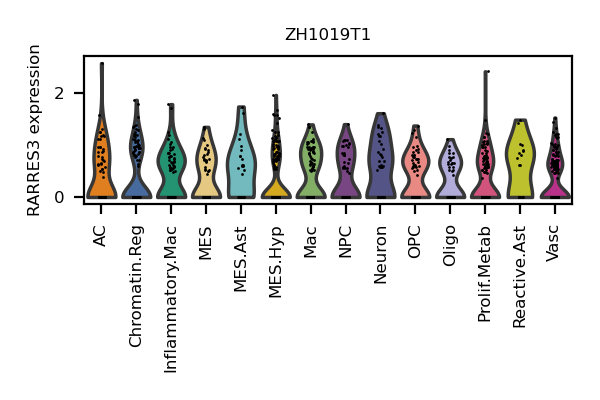 ZH1019T1
RARRES3 expression
2
0
AC
Chromatin.Reg
Inflammatory.Mac
MES
MES.Ast
MES.Hyp
Mac
NPC
Neuron
OPC
Oligo
Prolif.Metab
Reactive.Ast
Vasc